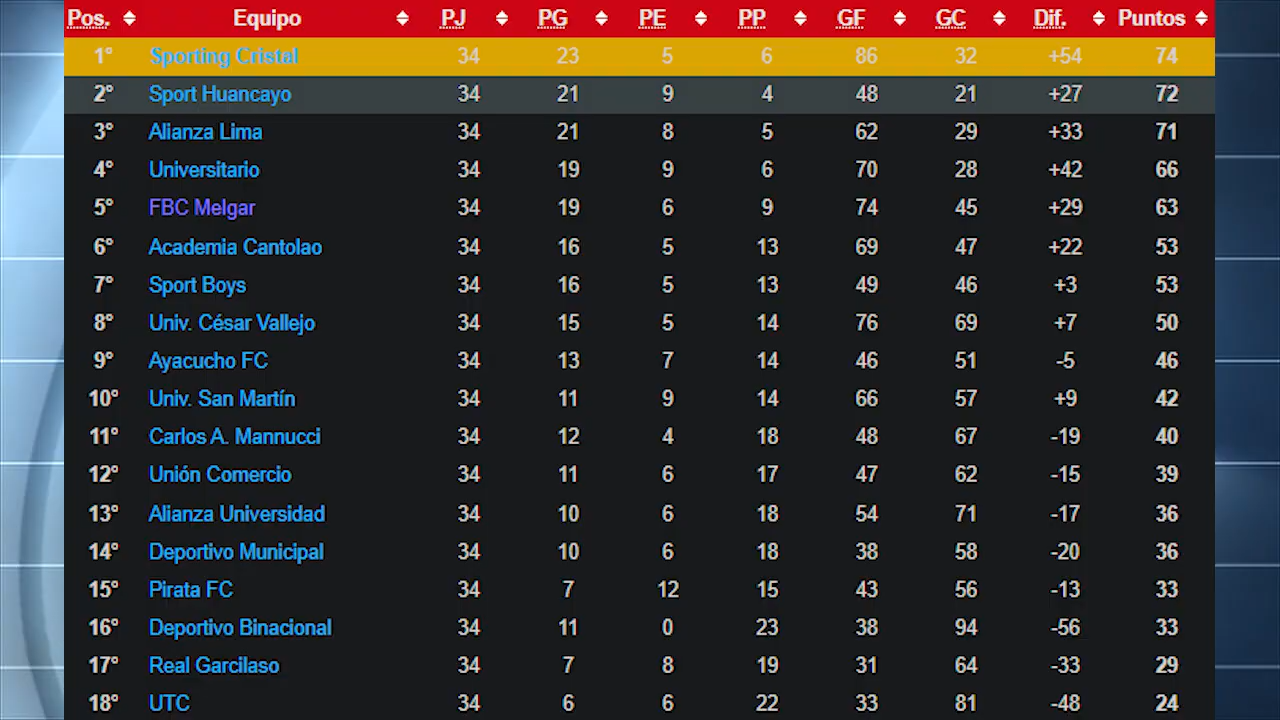 Pos. Equipo PJ PG PE PP GF GC Dif. Puntos
1° Sporting Cristal 34 23 5 6 86 32 +54 74
2° Sport Huancayo 34 21 9 4 48 21 +27 72
3° Alianza Lima 34 21 8 5 62 29 +33 71
4° Universitario 34 19 9 6 70 28 +42 66
5° FBC Melgar 34 19 6 9 74 45 +29 63
6° Academia Cantolao 34 16 5 13 69 47 +22 53
7° Sport Boys 34 16 5 13 49 46 +3 53
8° Univ. César Vallejo 34 15 5 14 76 69 +7 50
9° Ayacucho FC 34 13 7 14 46 51 -5 46
10° Univ. San Martín 34 11 9 14 66 57 +9 42
11° Carlos A. Mannucci 34 12 4 18 48 67 -19 40
12° Unión Comercio 34 11 6 17 47 62 -15 39
13° Alianza Universidad 34 10 6 18 54 71 -17 36
14° Deportivo Municipal 34 10 6 18 38 58 -20 36
15° Pirata FC 34 7 12 15 43 56 -13 33
16° Deportivo Binacional 34 11 0 23 38 94 -56 33
17° Real Garcilaso 34 7 8 19 31 64 -33 29
18° UTC 34 6 6 22 33 81 -48 24